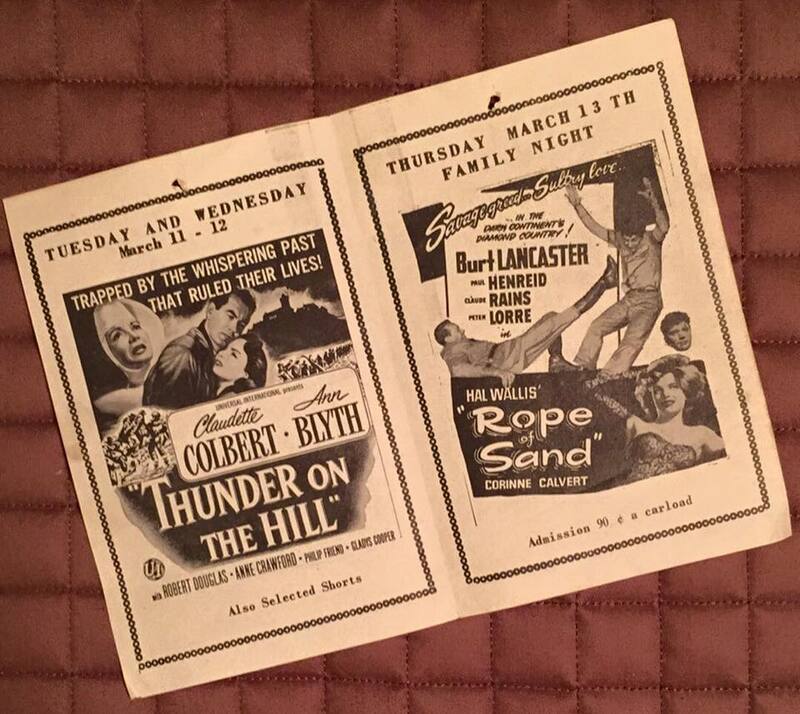 TUESDAY AND WEDNESDAY
March 11 - 12
TRAPPED BY THE WHISPERING PAST
THAT RULED THEIR LIVES!
UNIVERSAL INTERNATIONAL presents
Claudette Ann
COLBERT · BLYTH
"THUNDER ON
THE HILL"
UI
with ROBERT DOUGLAS · ANNE CRAWFORD · PHILIP FRIEND · GLADYS COOPER
Also Selected Shorts
THURSDAY MARCH 13 TH
FAMILY NIGHT
Savage greed... Sultry love...
... IN THE
DARK CONTINENT'S
DIAMOND COUNTRY!
Burt LANCASTER
PAUL HENREID
CLAUDE RAINS
PETER LORRE
in
HAL WALLIS'
"Rope
of
Sand"
CORINNE CALVERT
Admission 90 ¢ a carload